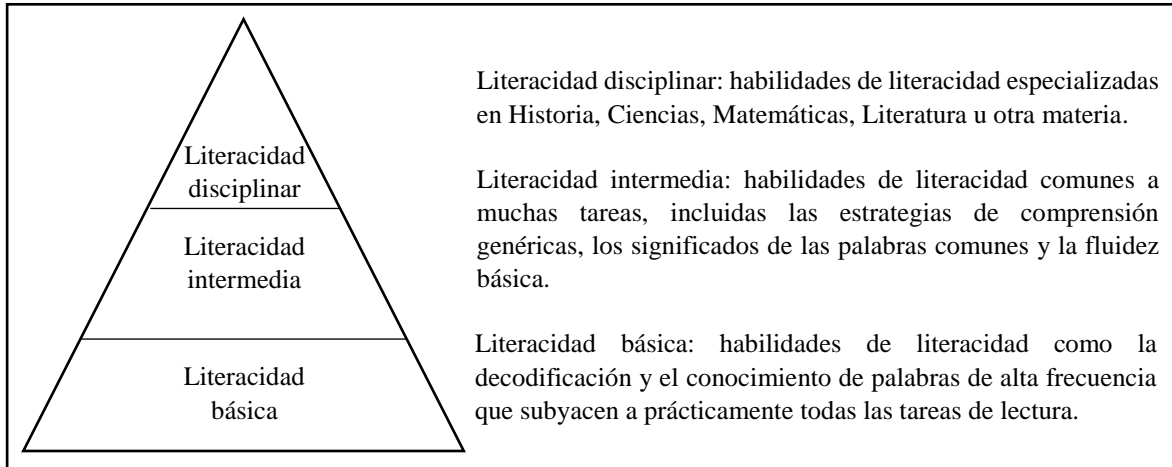 Literacidad
disciplinar
Literacidad
intermedia
Literacidad
básica
Literacidad disciplinar: habilidades de literacidad especializadas
en Historia, Ciencias, Matemáticas, Literatura u otra materia.
Literacidad intermedia: habilidades de literacidad comunes a
muchas tareas, incluidas las estrategias de comprensión
genéricas, los significados de las palabras comunes y la fluidez
básica.
Literacidad básica: habilidades de literacidad como la
decodificación y el conocimiento de palabras de alta frecuencia
que subyacen a prácticamente todas las tareas de lectura.